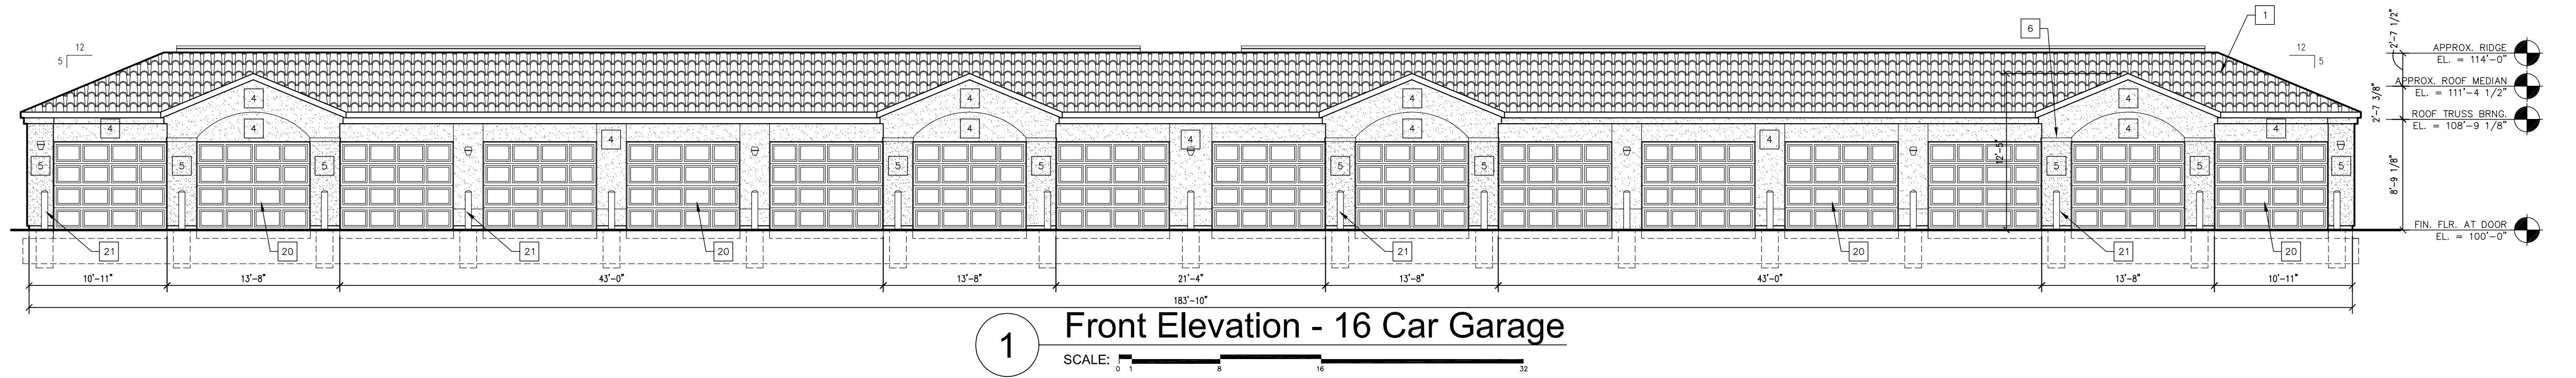 1
6
12
5
12
5
2'-7 1/2"
APPROX. RIDGE
EL. = 114'-0"
APPROX. ROOF MEDIAN
EL. = 111'-4 1/2"
2'-7 3/8"
ROOF TRUSS BRNG.
EL. = 108'-9 1/8"
8'-9 1/8"
FIN. FLR. AT DOOR
EL. = 100'-0"
4 4 4 4
4 4 4 4 4 4 4 4 4
12'-5"
5 5 5 5 5 5 5 5 5 5
21 20 21 20 21 20 21 20
10'-11" 13'-8" 43'-0" 13'-8" 21'-4" 13'-8" 43'-0" 13'-8" 10'-11"
183'-10"
1 Front Elevation - 16 Car Garage
SCALE:
0 1 8 16 32